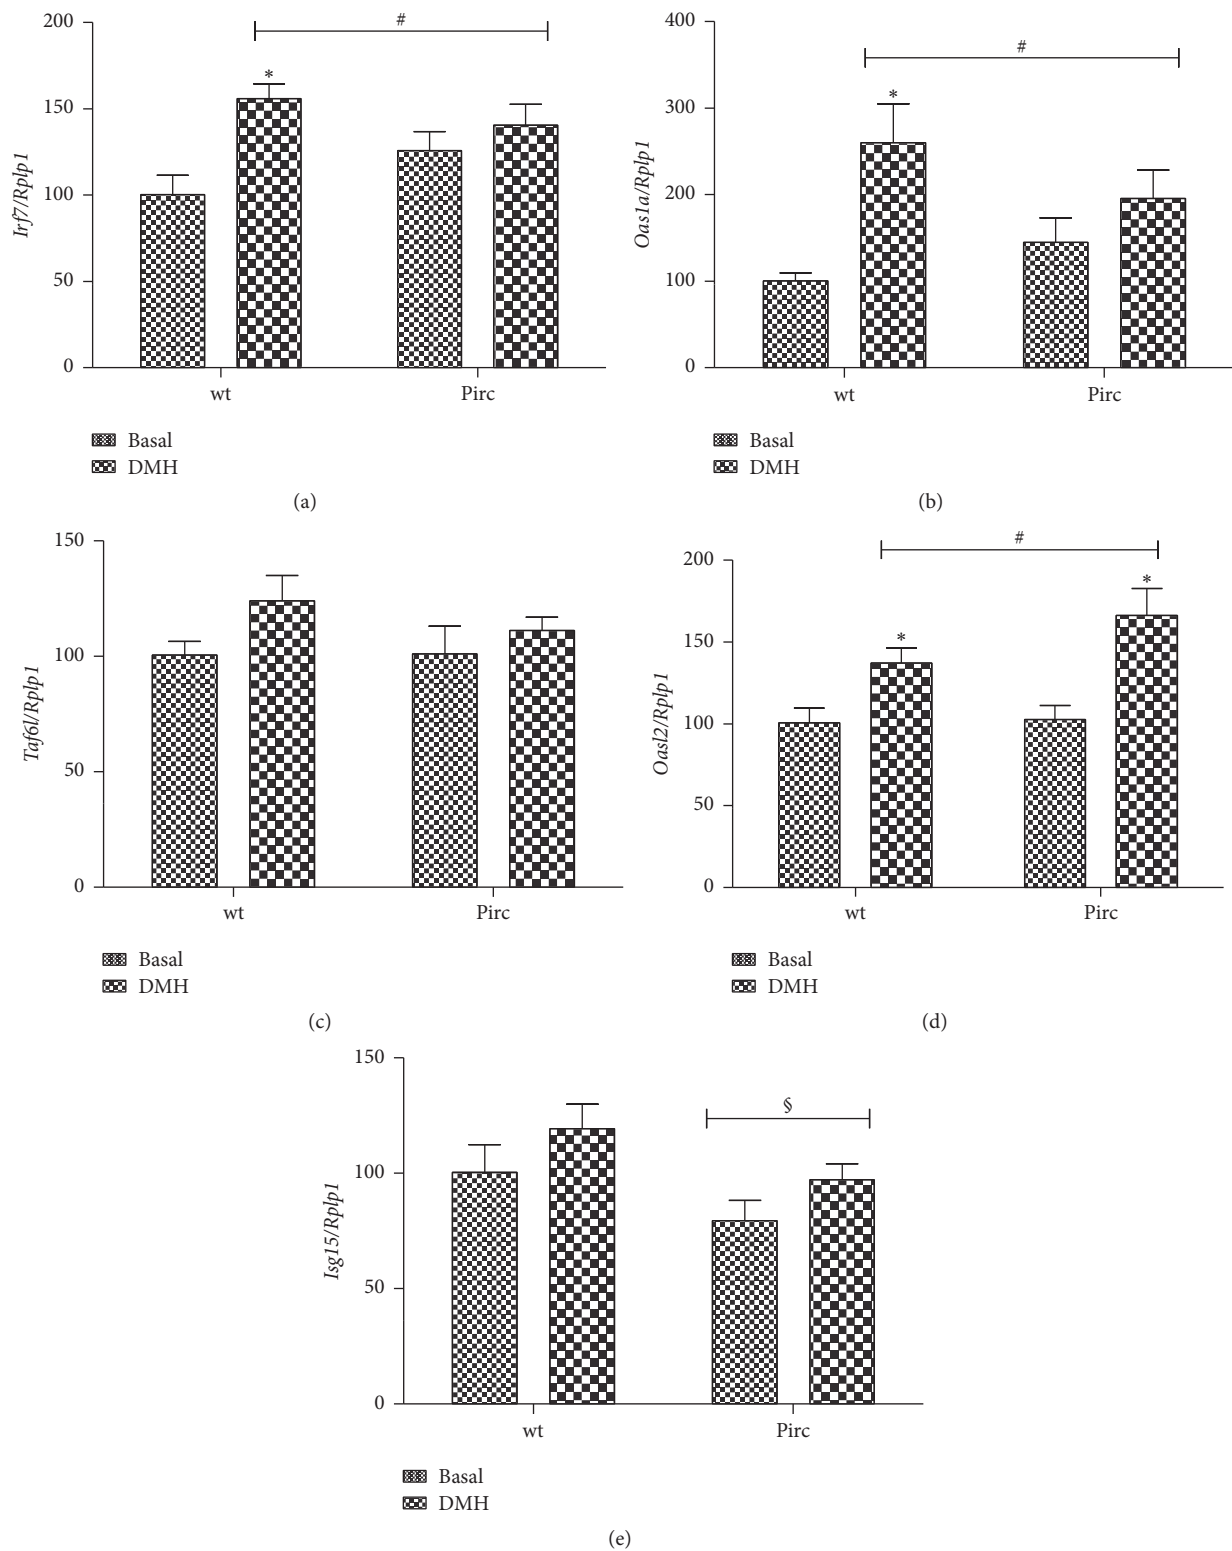 200
150
100
50
0
Irf7/Rplp1
*
#
wt
Pirc
Basal
DMH
(a)
400
300
200
100
0
Oas1a/Rplp1
*
#
wt
Pirc
Basal
DMH
(b)
150
100
50
0
Taf6l/Rplp1
wt
Pirc
Basal
DMH
(c)
200
150
100
50
0
Oasl2/Rplp1
*
#
*
wt
Pirc
Basal
DMH
(d)
150
100
50
0
Isg15/Rplp1
§
wt
Pirc
Basal
DMH
(e)